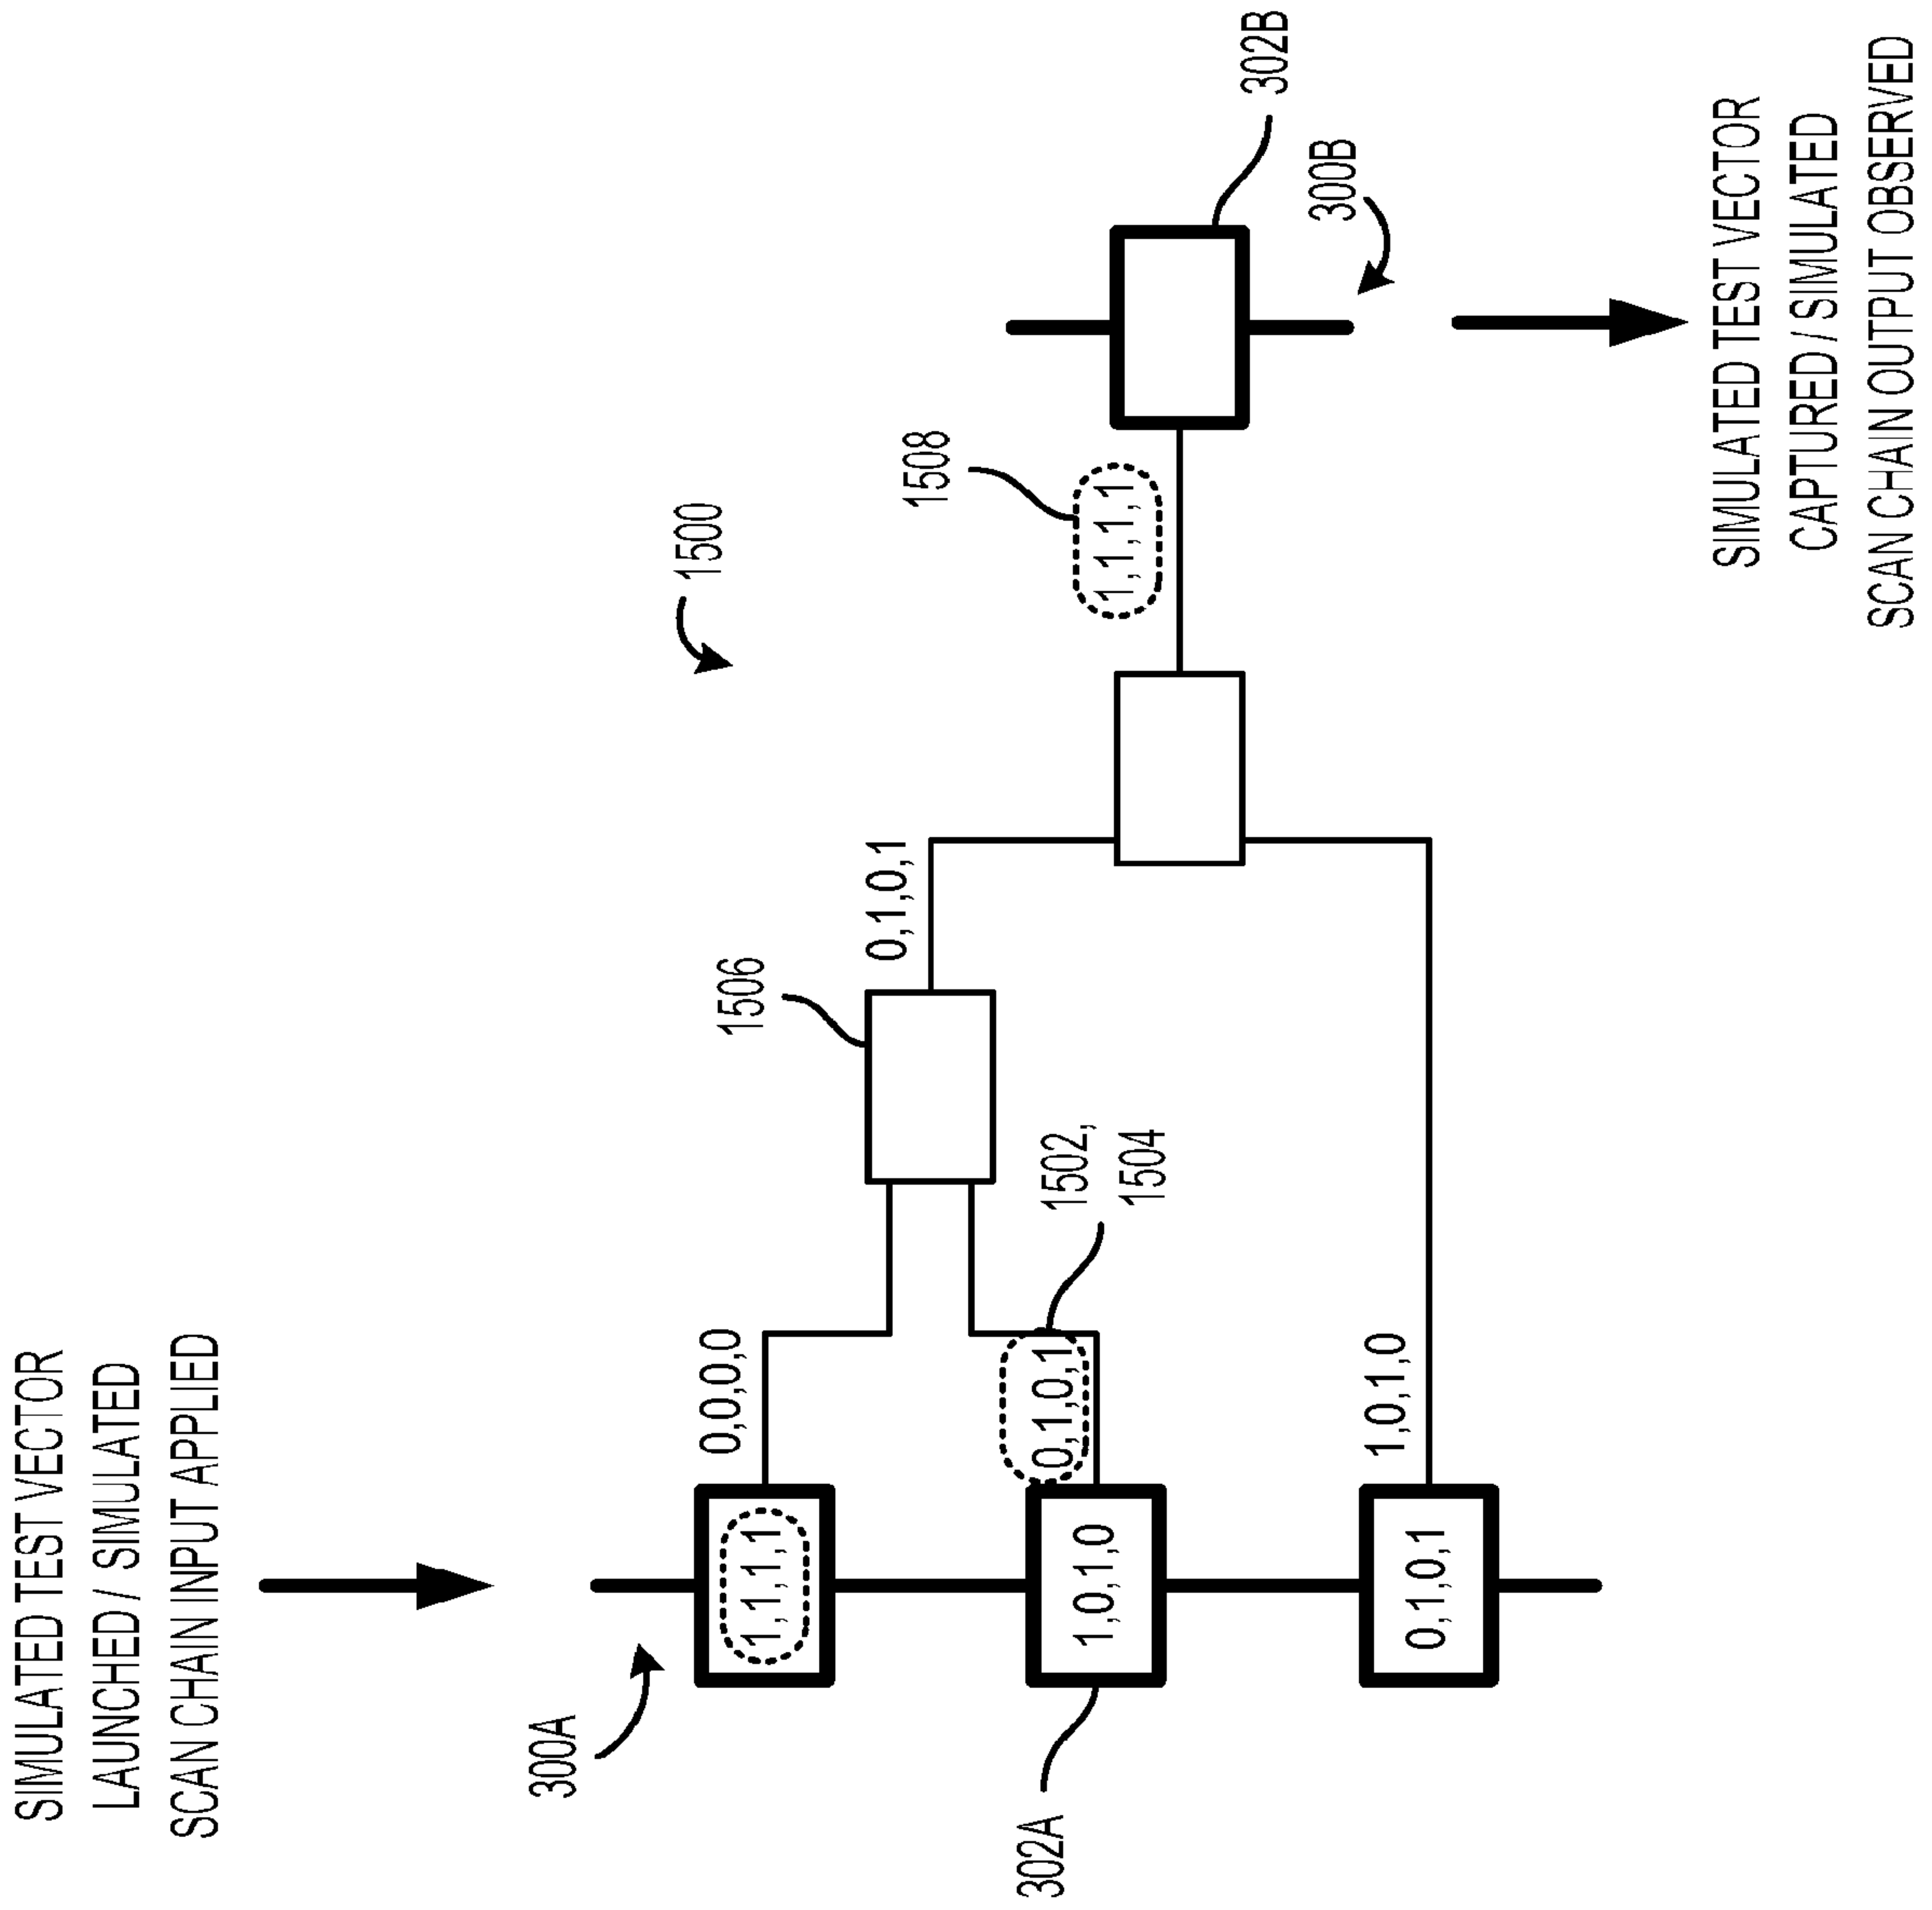 SIMULATED TEST VECTOR
LAUNCHED / SIMULATED
SCAN CHAIN INPUT APPLIED
300A
1500
1506
0,0,0,0
1,1,1,1
0,1,0,1
1508
302A
0,1,0,1
1502,
1504
1,0,1,0
1,1,1,1
302B
300B
1,0,1,0
0,1,0,1
SIMULATED TEST VECTOR
CAPTURED / SIMULATED
SCAN CHAIN OUTPUT OBSERVED